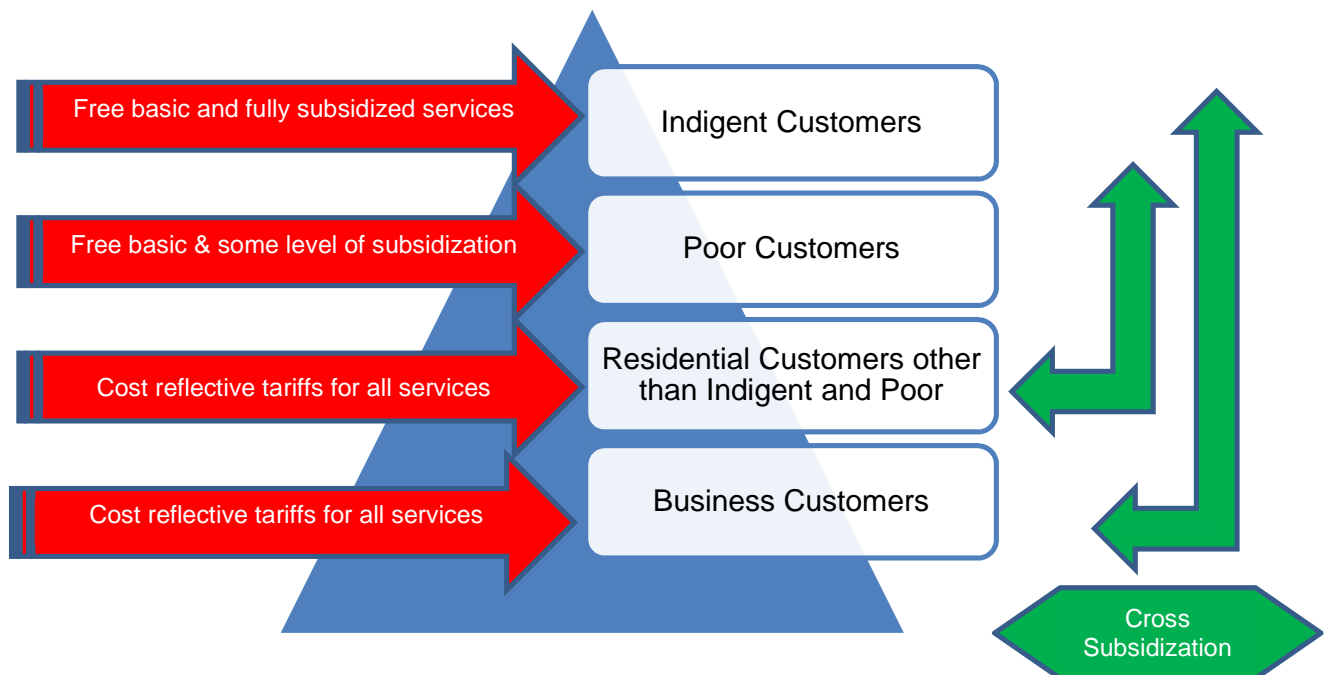 Free basic and fully subsidized services
Indigent Customers
Free basic & some level of subsidization
Poor Customers
Cost reflective tariffs for all services
Residential Customers other
than Indigent and Poor
Cost reflective tariffs for all services
Business Customers
Cross
Subsidization